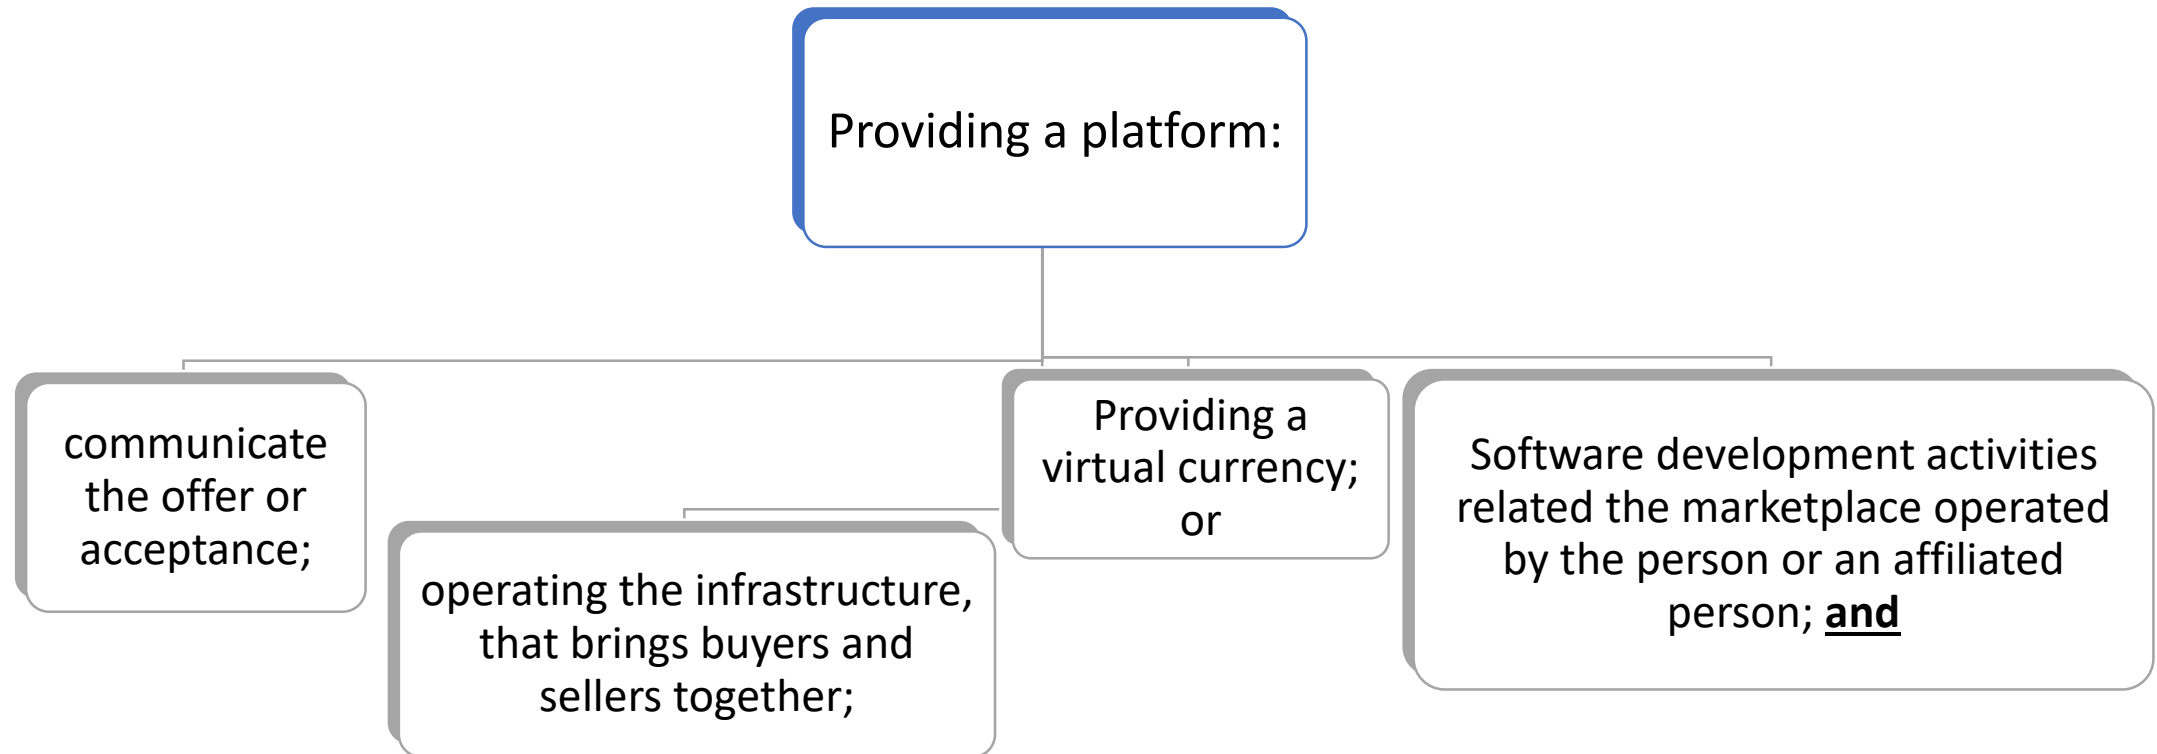 Providing a platform:
communicate
the offer or
acceptance;
operating the infrastructure,
that brings buyers and
sellers together;
Providing a
virtual currency;
or
Software development activities
related the marketplace operated
by the person or an affiliated
person; and